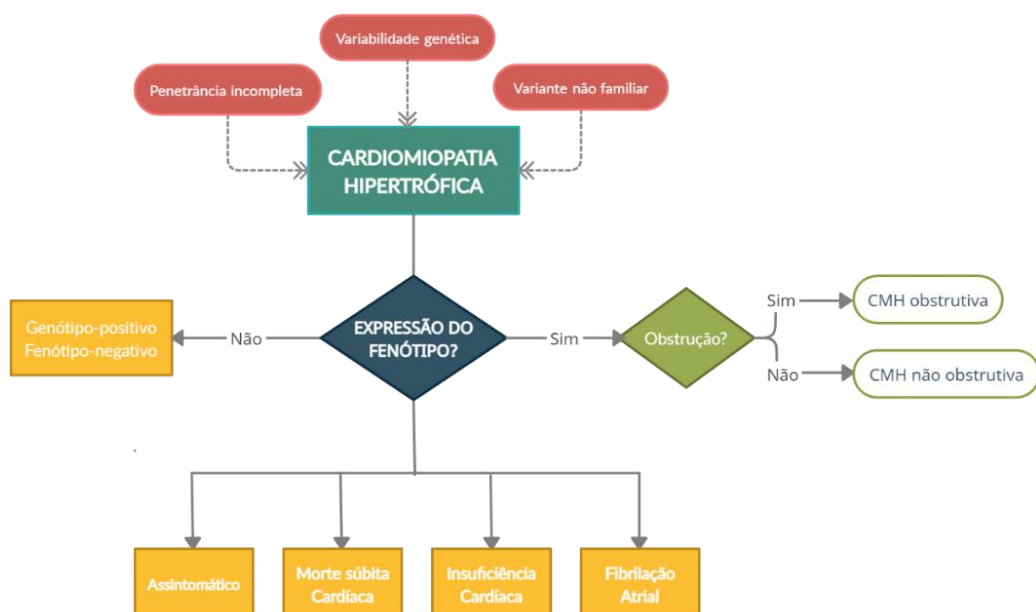 Variabilidade genética
Penetrância incompleta
Variante não familiar
CARDIOMIOPATIA
HIPERTRÓFICA
Genótipo-positivo
Fenótipo-negativo
Não
EXPRESSÃO DO
FENÓTIPO?
Sim
Obstrução?
Sim
CMH obstrutiva
Não
CMH não obstrutiva
Assintomático
Morte súbita
Cardíaca
Insuficiência
Cardíaca
Fibrilação
Atrial